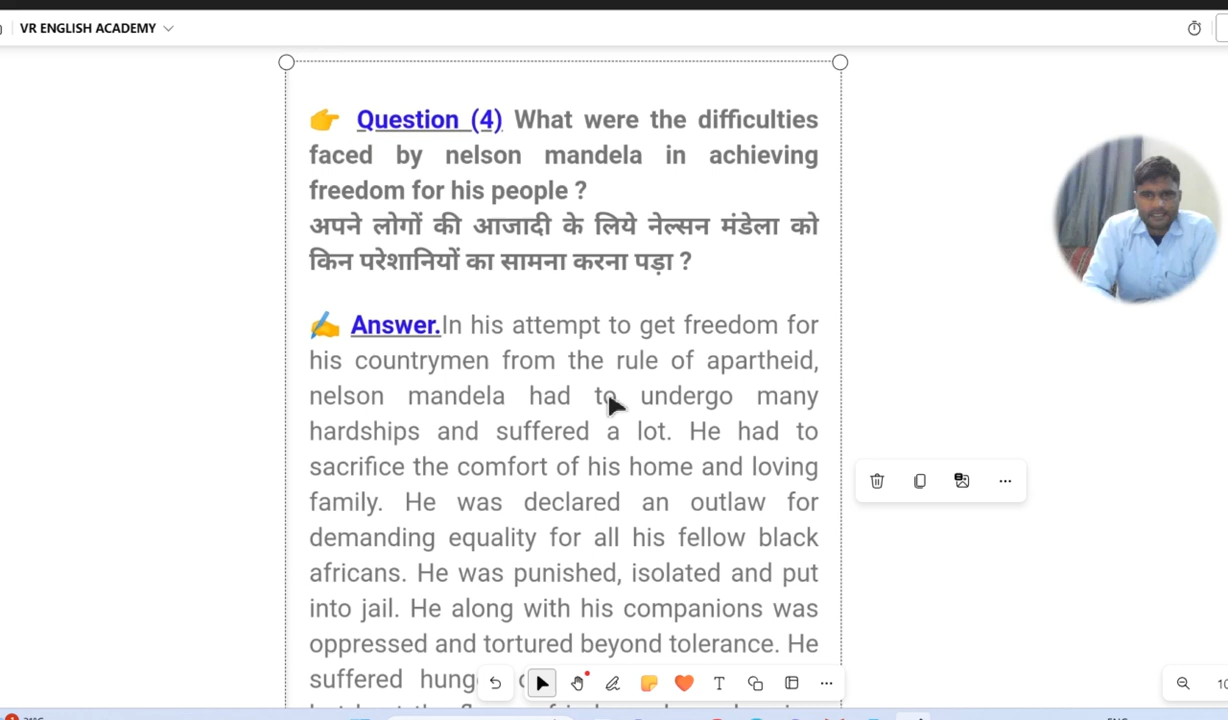 VR ENGLISH ACADEMY
👉 Question (4) What were the difficulties
faced by nelson mandela in achieving
freedom for his people ?
अपने लोगों की आजादी के लिये नेल्सन मंडेला को
किन परेशानियों का सामना करना पड़ा ?
✍️ Answer.In his attempt to get freedom for
his countrymen from the rule of apartheid,
nelson mandela had to undergo many
hardships and suffered a lot. He had to
sacrifice the comfort of his home and loving
family. He was declared an outlaw for
demanding equality for all his fellow black
africans. He was punished, isolated and put
into jail. He along with his companions was
oppressed and tortured beyond tolerance. He
suffered